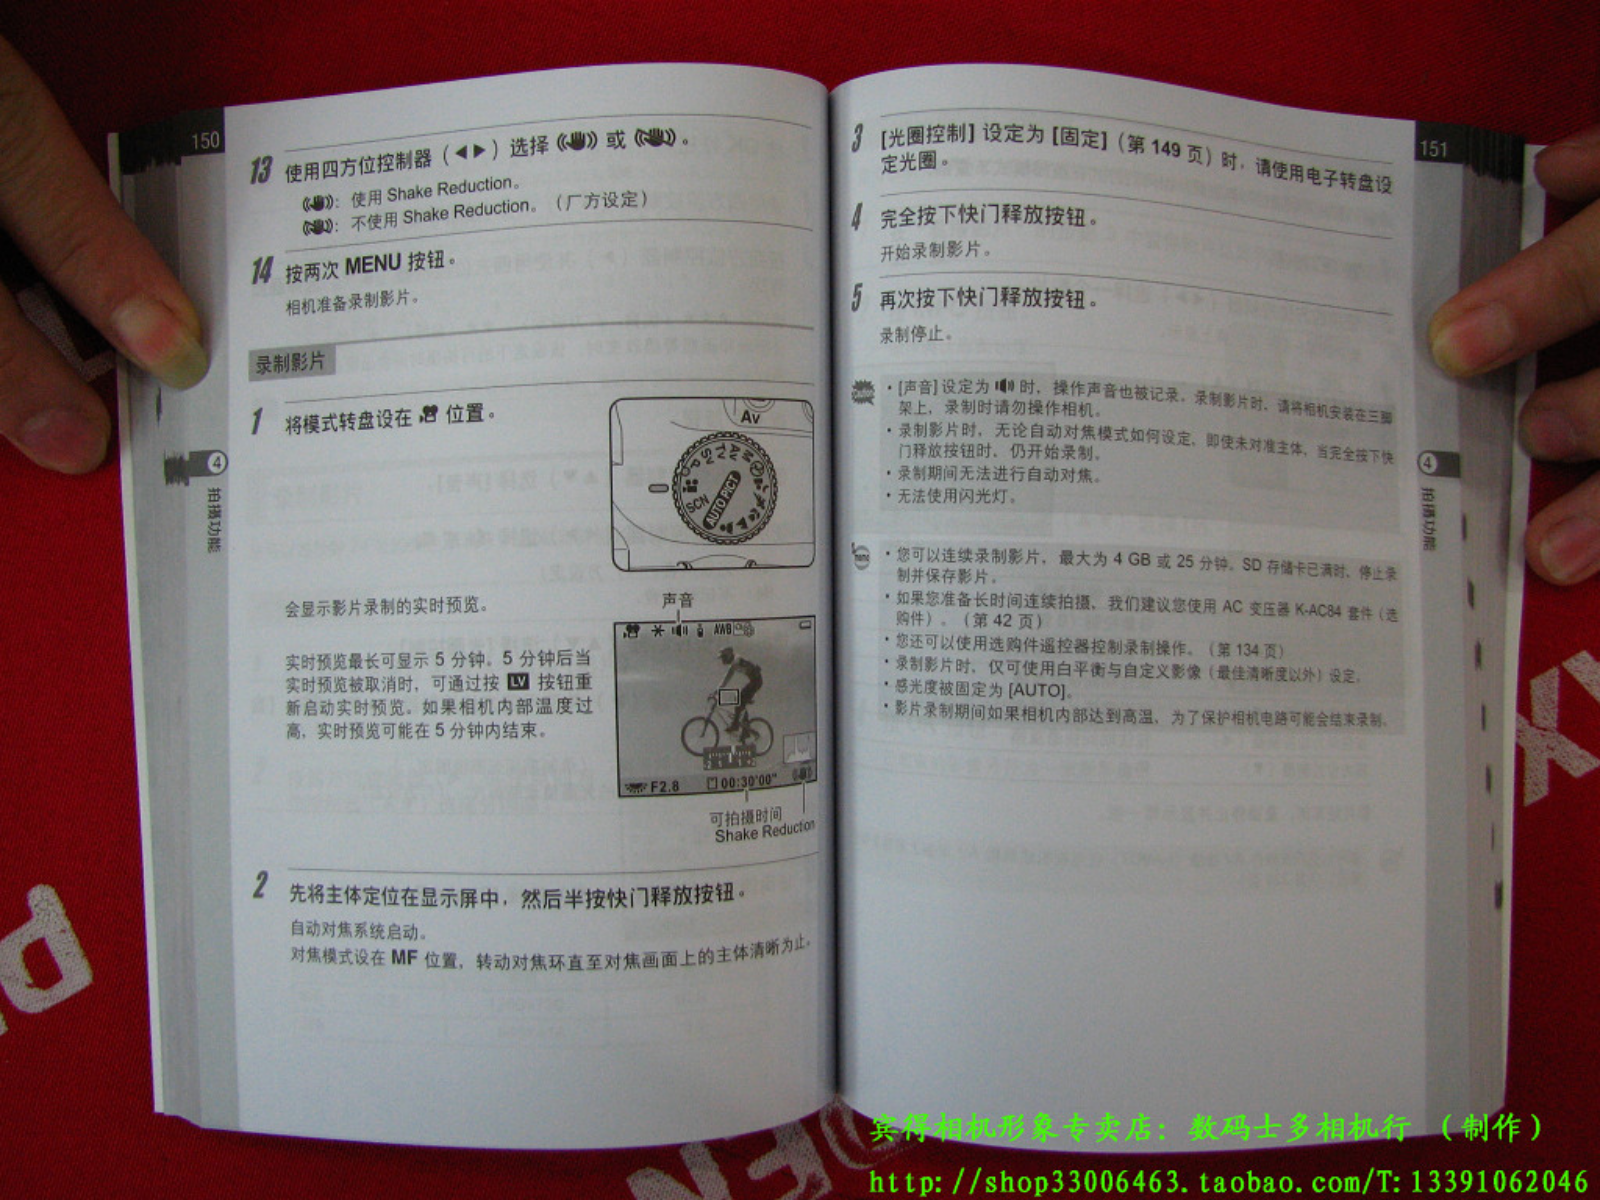 150
13 使用四方位控制器（◀ ▶）选择 或 。
: 使用 Shake Reduction。
: 不使用 Shake Reduction。（厂方设定）
14 按两次 MENU 按钮。
相机准备录制影片。
录制影片
1 将模式转盘设在 位置。
Av
AUTO PICT
SCN
会显示影片录制的实时预览。
声音
实时预览最长可显示 5 分钟。5 分钟后当
实时预览被取消时，可通过按 LV 按钮重
新启动实时预览。如果相机内部温度过
高，实时预览可能在 5 分钟内结束。
AWB
F2.8 00:30'00"
可拍摄时间
Shake Reduction
2 先将主体定位在显示屏中，然后半按快门释放按钮。
自动对焦系统启动。
对焦模式设在 MF 位置，转动对焦环直至对焦画面上的主体清晰为止。
4
拍摄功能
151
3 [光圈控制] 设定为 [固定]（第 149 页）时，请使用电子转盘设
定光圈。
4 完全按下快门释放按钮。
开始录制影片。
5 再次按下快门释放按钮。
录制停止。
・[声音] 设定为 时，操作声音也被记录。录制影片时，请将相机安装在三脚
架上，录制时请勿操作相机。
・录制影片时，无论自动对焦模式如何设定，即使未对准主体，当完全按下快
门释放按钮时，仍开始录制。
・录制期间无法进行自动对焦。
・无法使用闪光灯。
・您可以连续录制影片，最大为 4 GB 或 25 分钟。SD 存储卡已满时，停止录
制并保存影片。
・如果您准备长时间连续拍摄，我们建议您使用 AC 变压器 K-AC84 套件（选
购件）。（第 42 页）
・您还可以使用选购件遥控器控制录制操作。（第 134 页）
・录制影片时，仅可使用白平衡与自定义影像（最佳清晰度以外）设定。
・感光度被固定为 [AUTO]。
・影片录制期间如果相机内部达到高温，为了保护相机电路可能会结束录制。
4
拍摄功能
宾得相机形象专卖店：数码士多相机行 （制作）
http://shop33006463.taobao.com/T:13391062046